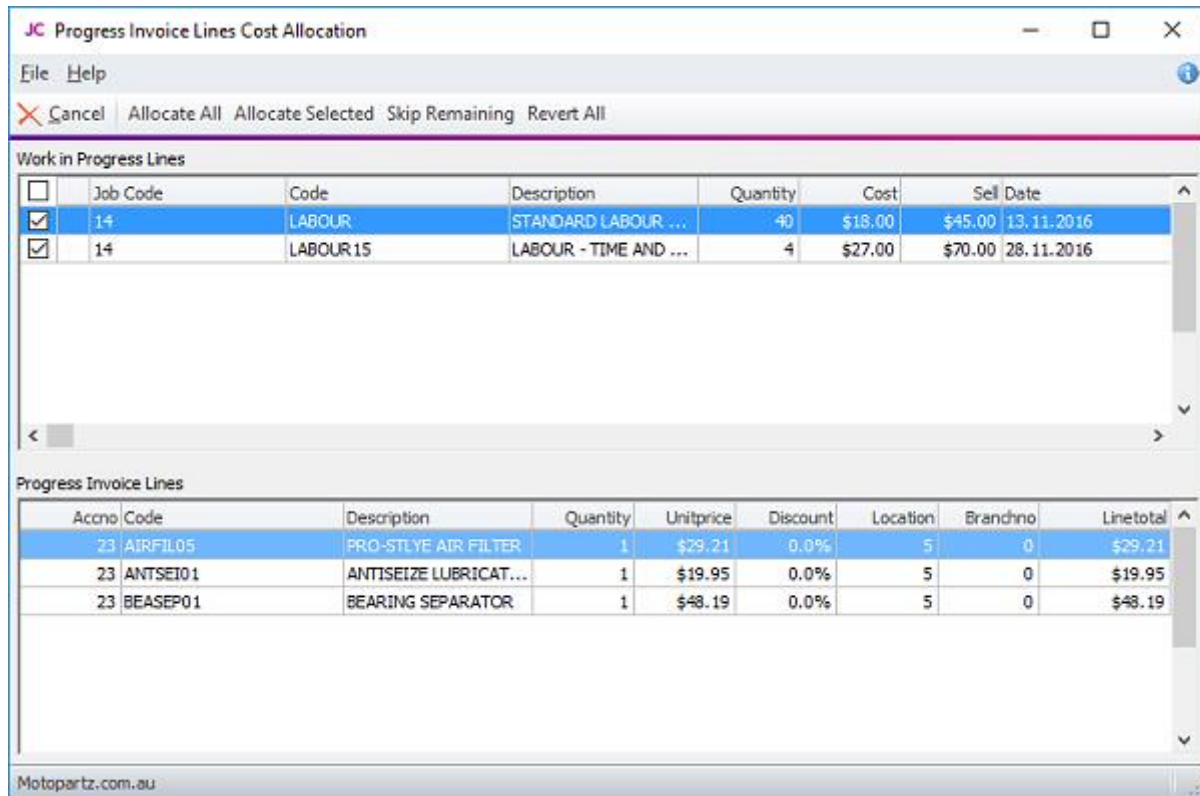 JC Progress Invoice Lines Cost Allocation
File Help
Cancel Allocate All Allocate Selected Skip Remaining Revert All
Work in Progress Lines
Job Code Code Description Quantity Cost Sell Date
14 LABOUR STANDARD LABOUR ... 40 $18.00 $45.00 13.11.2016
14 LABOUR15 LABOUR - TIME AND ... 4 $27.00 $70.00 28.11.2016
Progress Invoice Lines
Accno Code Description Quantity Unitprice Discount Location Branchno Linetotal
23 AIRFIL05 PRO-STLYE AIR FILTER 1 $29.21 0.0% 5 0 $29.21
23 ANTSEI01 ANTISEIZE LUBRICAT... 1 $19.95 0.0% 5 0 $19.95
23 BEASEP01 BEARING SEPARATOR 1 $48.19 0.0% 5 0 $48.19
Motopartz.com.au